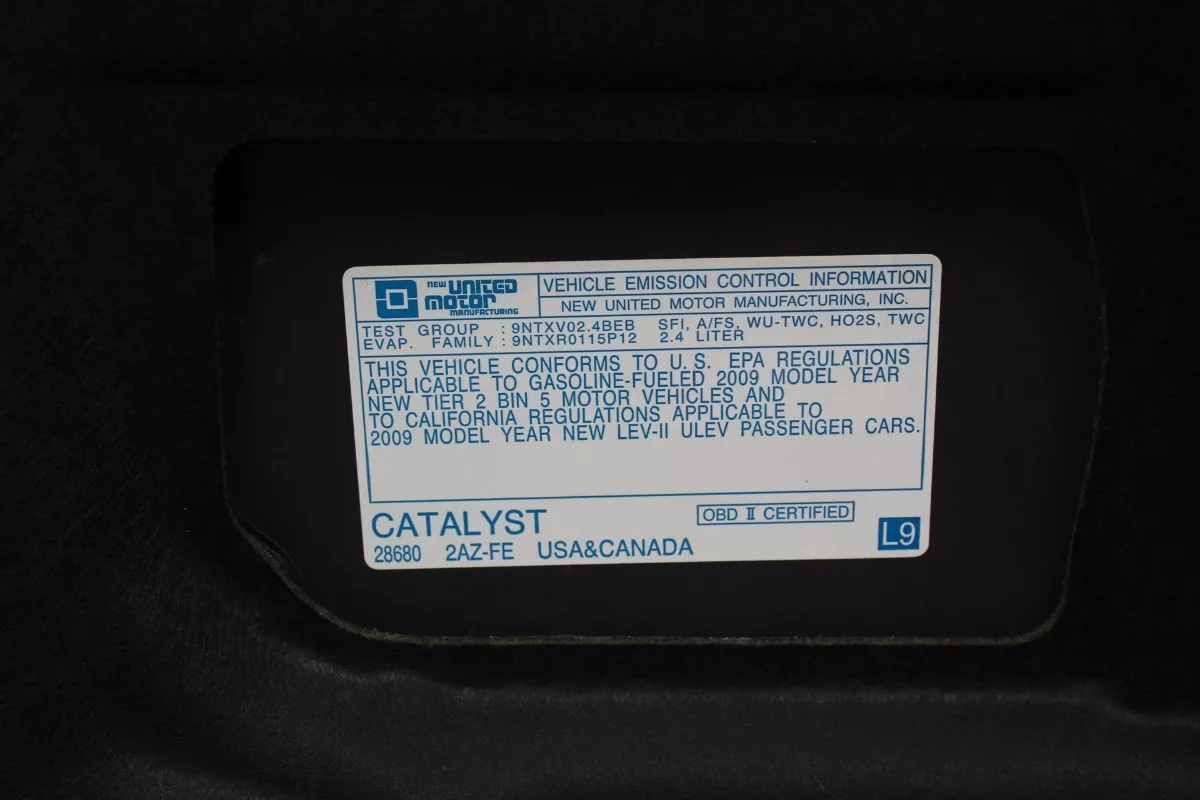 NEW UNITED
MOTOR
MANUFACTURING
VEHICLE EMISSION CONTROL INFORMATION
NEW UNITED MOTOR MANUFACTURING, INC.
TEST GROUP : 9NTXV02.4BEB SFI, A/FS, WU-TWC, HO2S, TWC
EVAP. FAMILY : 9NTXR0115P12 2.4 LITER
THIS VEHICLE CONFORMS TO U.S. EPA REGULATIONS
APPLICABLE TO GASOLINE-FUELED 2009 MODEL YEAR
NEW TIER 2 BIN 5 MOTOR VEHICLES AND
TO CALIFORNIA REGULATIONS APPLICABLE TO
2009 MODEL YEAR NEW LEV-II ULEV PASSENGER CARS.
CATALYST
OBD II CERTIFIED
28680 2AZ-FE USA&CANADA
L9